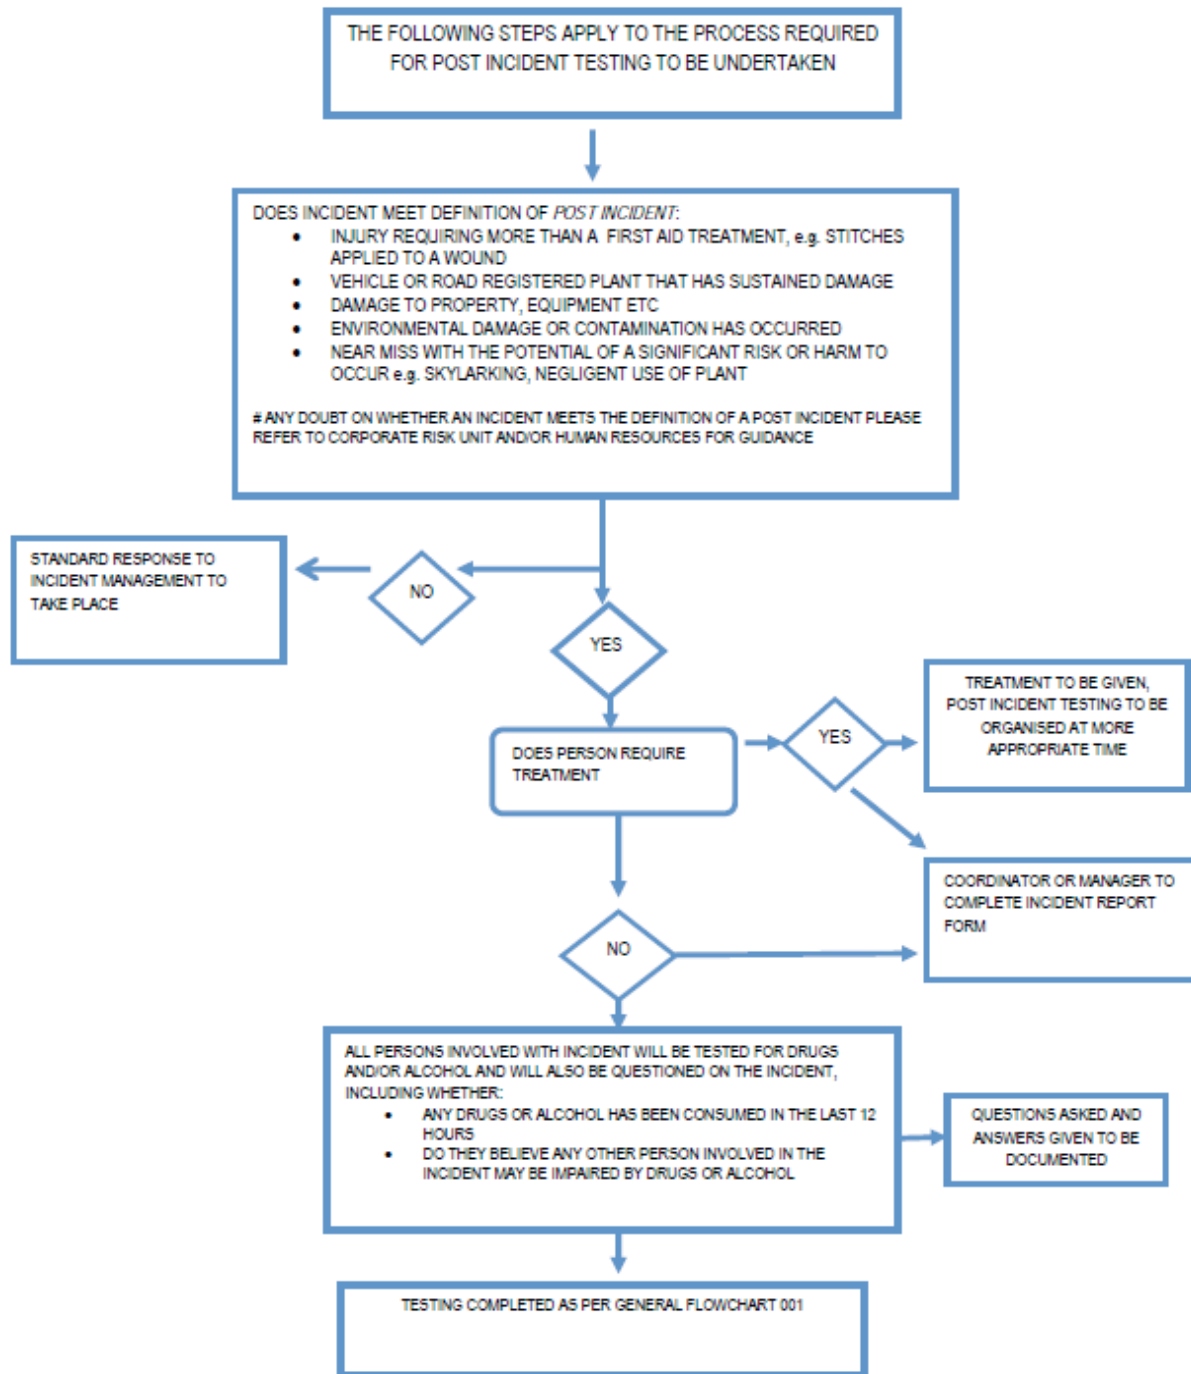 THE FOLLOWING STEPS APPLY TO THE PROCESS REQUIRED
FOR POST INCIDENT TESTING TO BE UNDERTAKEN
DOES INCIDENT MEET DEFINITION OF POST INCIDENT:
• INJURY REQUIRING MORE THAN A FIRST AID TREATMENT, e.g. STITCHES
APPLIED TO A WOUND
• VEHICLE OR ROAD REGISTERED PLANT THAT HAS SUSTAINED DAMAGE
• DAMAGE TO PROPERTY, EQUIPMENT ETC
• ENVIRONMENTAL DAMAGE OR CONTAMINATION HAS OCCURRED
• NEAR MISS WITH THE POTENTIAL OF A SIGNIFICANT RISK OR HARM TO
OCCUR e.g. SKYLARKING, NEGLIGENT USE OF PLANT
# ANY DOUBT ON WHETHER AN INCIDENT MEETS THE DEFINITION OF A POST INCIDENT PLEASE
REFER TO CORPORATE RISK UNIT AND/OR HUMAN RESOURCES FOR GUIDANCE
STANDARD RESPONSE TO
INCIDENT MANAGEMENT TO
TAKE PLACE
NO
YES
DOES PERSON REQUIRE
TREATMENT
YES
TREATMENT TO BE GIVEN,
POST INCIDENT TESTING TO BE
ORGANISED AT MORE
APPROPRIATE TIME
COORDINATOR OR MANAGER TO
COMPLETE INCIDENT REPORT
FORM
NO
ALL PERSONS INVOLVED WITH INCIDENT WILL BE TESTED FOR DRUGS
AND/OR ALCOHOL AND WILL ALSO BE QUESTIONED ON THE INCIDENT,
INCLUDING WHETHER:
• ANY DRUGS OR ALCOHOL HAS BEEN CONSUMED IN THE LAST 12
HOURS
• DO THEY BELIEVE ANY OTHER PERSON INVOLVED IN THE
INCIDENT MAY BE IMPAIRED BY DRUGS OR ALCOHOL
QUESTIONS ASKED AND
ANSWERS GIVEN TO BE
DOCUMENTED
TESTING COMPLETED AS PER GENERAL FLOWCHART 001